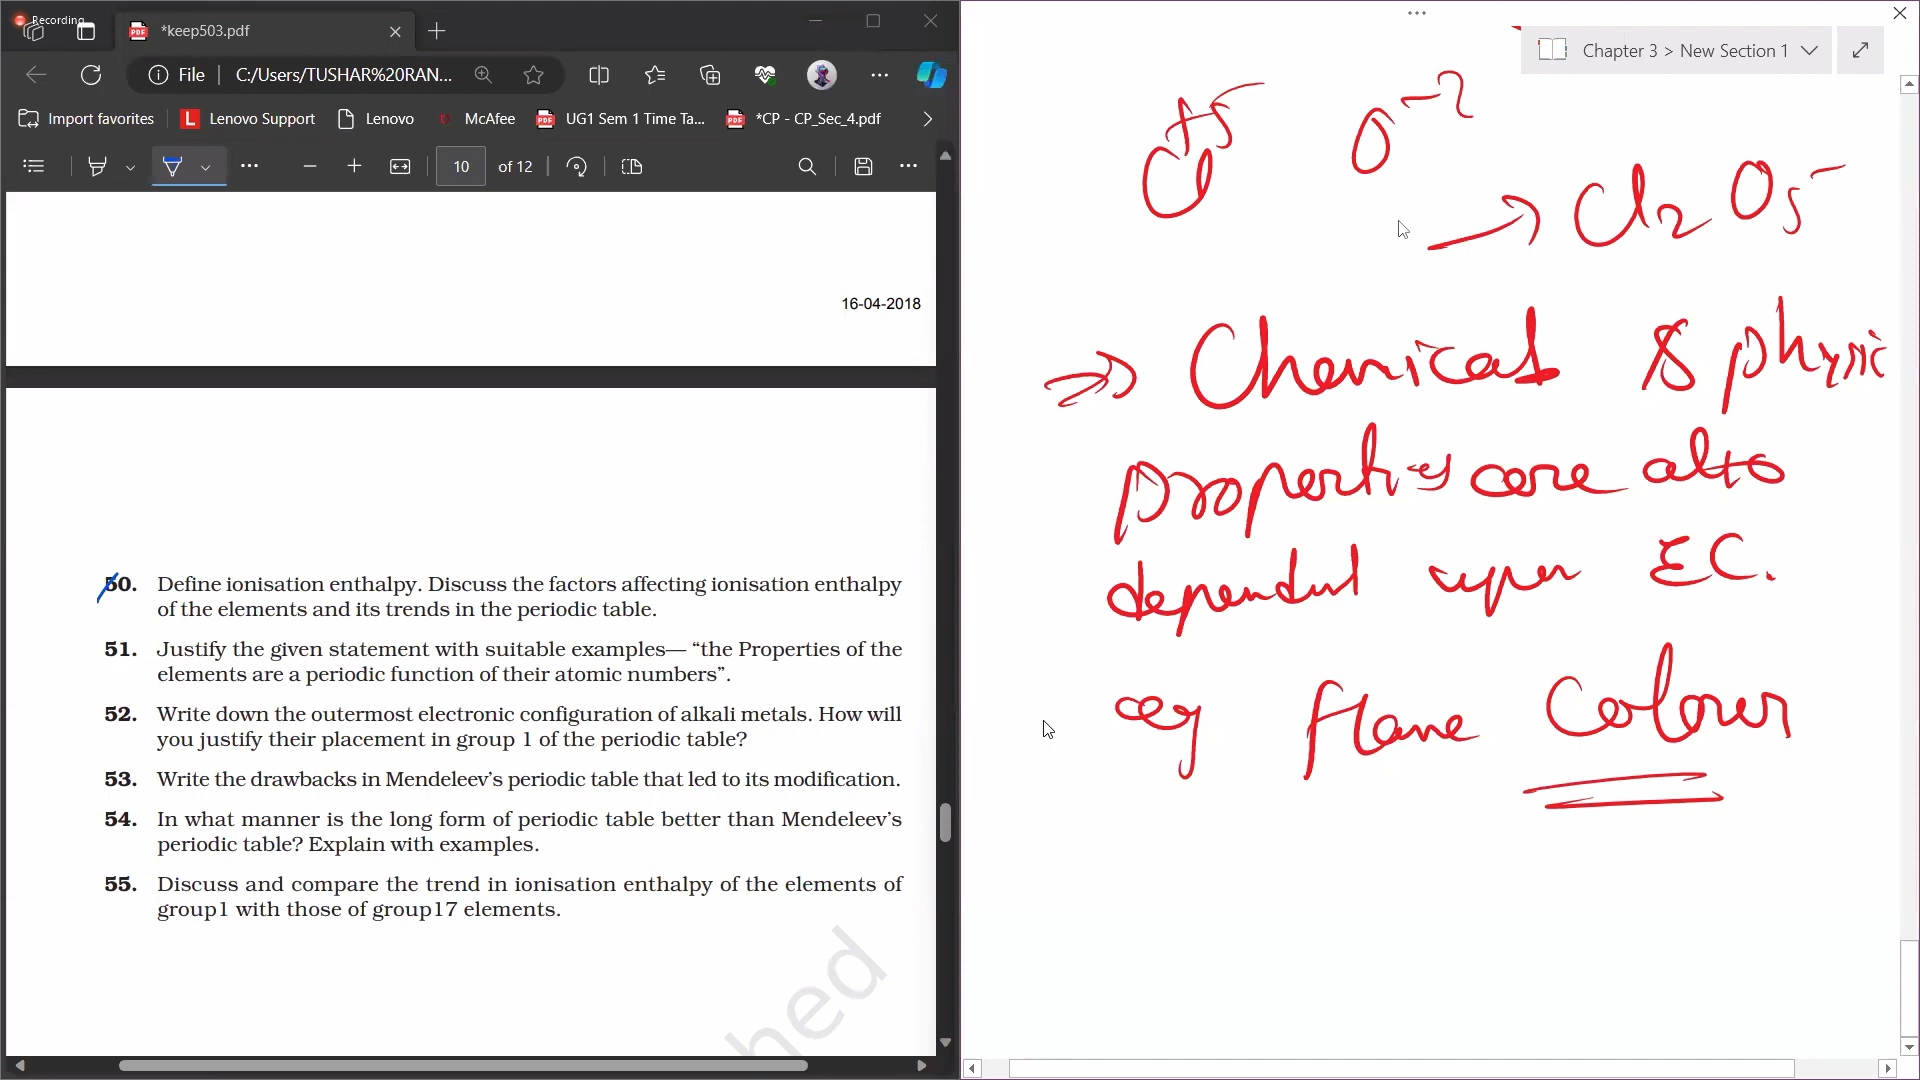 Recording
*keep503.pdf
File C:/Users/TUSHAR%20RAN...
Import favorites Lenovo Support Lenovo McAfee UG1 Sem 1 Time Ta... *CP - CP_Sec_4.pdf
10 of 12
16-04-2018
50. Define ionisation enthalpy. Discuss the factors affecting ionisation enthalpy
of the elements and its trends in the periodic table.
51. Justify the given statement with suitable examples— “the Properties of the
elements are a periodic function of their atomic numbers”.
52. Write down the outermost electronic configuration of alkali metals. How will
you justify their placement in group 1 of the periodic table?
53. Write the drawbacks in Mendeleev’s periodic table that led to its modification.
54. In what manner is the long form of periodic table better than Mendeleev’s
periodic table? Explain with examples.
55. Discuss and compare the trend in ionisation enthalpy of the elements of
group1 with those of group17 elements.
hed
Chapter 3 > New Section 1
Cl+5 O-2
→ Cl2 O5
⇒ Chemical & physic
properties are also
dependent upon EC.
eg flame colour